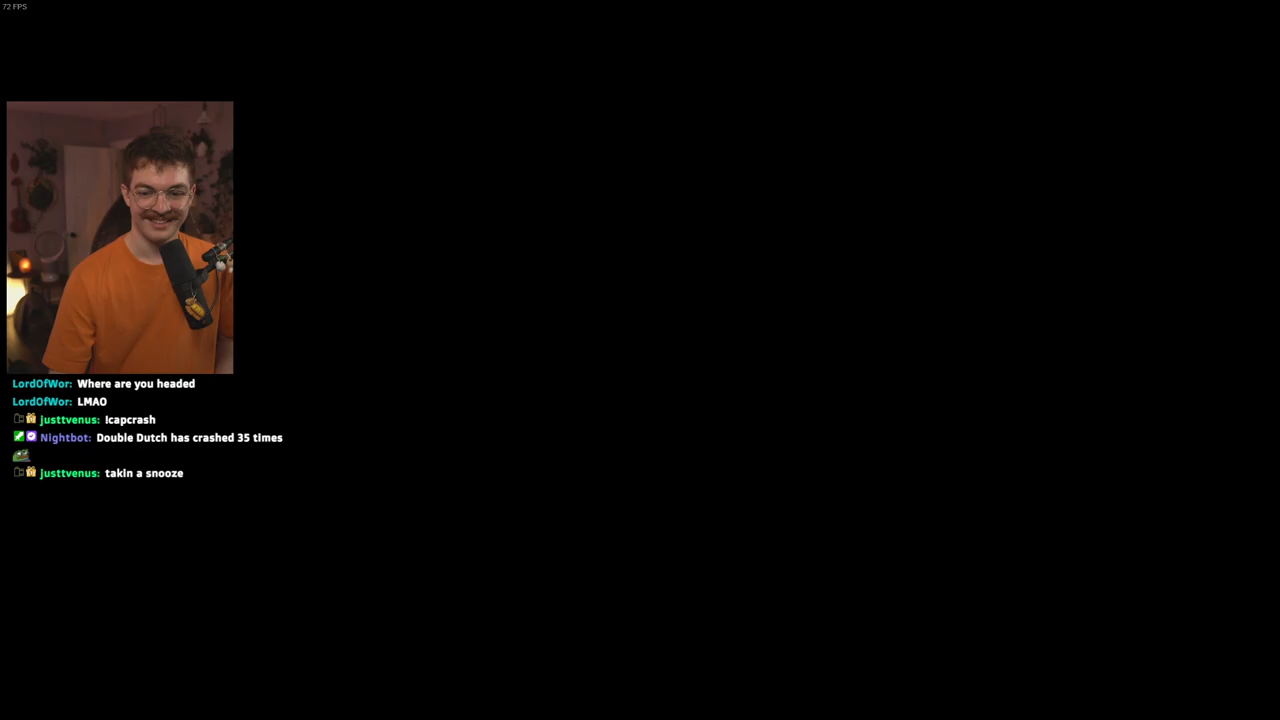 72 FPS
LordOfWor: Where are you headed
LordOfWor: LMAO
justtvenus: !capcrash
Nightbot: Double Dutch has crashed 35 times
justtvenus: takin a snooze